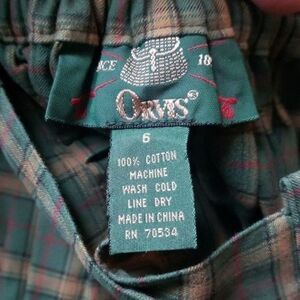 ORVIS®
6
100% COTTON
MACHINE
WASH COLD
LINE DRY
MADE IN CHINA
RN 70534